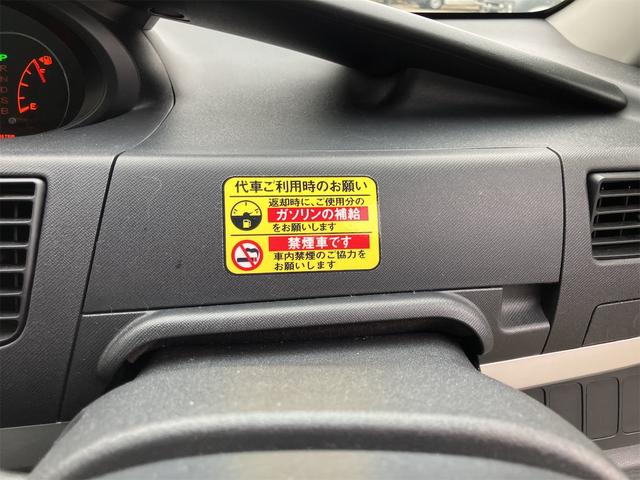 P
R
N
D
S
B
F
E
代車ご利用時のお願い
返却時に、ご使用分の
ガソリンの補給
をお願いします
禁煙車です
車内禁煙のご協力を
お願いします